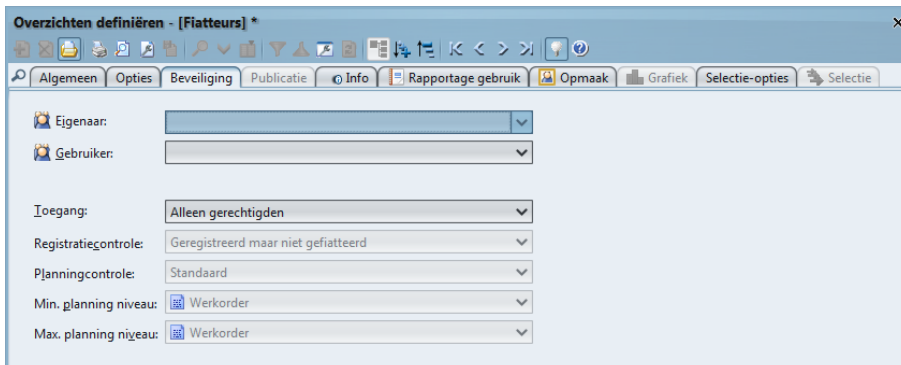 Overzichten definiëren - [Fiatteurs] *
Algemeen Opties Beveiliging Publicatie Info Rapportage gebruik Opmaak Grafiek Selectie-opties Selectie
Eigenaar:
Gebruiker:
Toegang: Alleen gerechtigden
Registratiecontrole: Geregistreerd maar niet gefiatteerd
Planningcontrole: Standaard
Min. planning niveau: Werkorder
Max. planning niveau: Werkorder